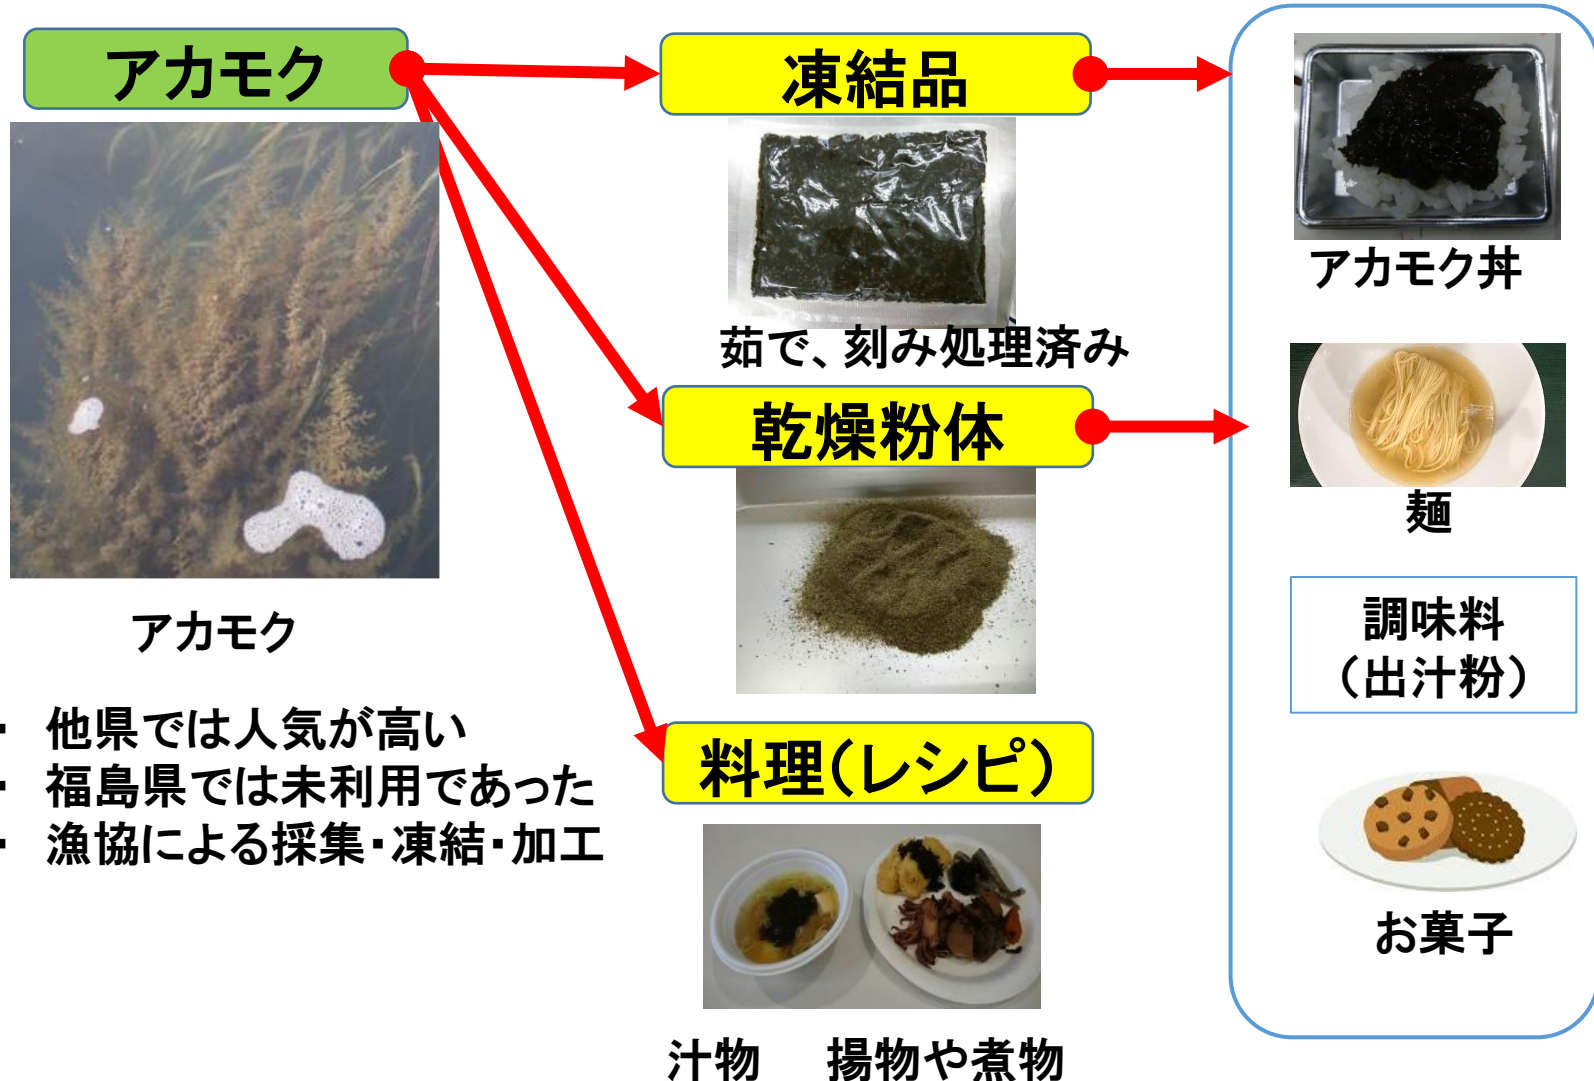 アカモク
アカモク
・ 他県では人気が高い
・ 福島県では未利用であった
・ 漁協による採集・凍結・加工
凍結品
茹で、刻み処理済み
乾燥粉体
料理(レシピ)
汁物 揚物や煮物
アカモク丼
麺
調味料
(出汁粉)
お菓子